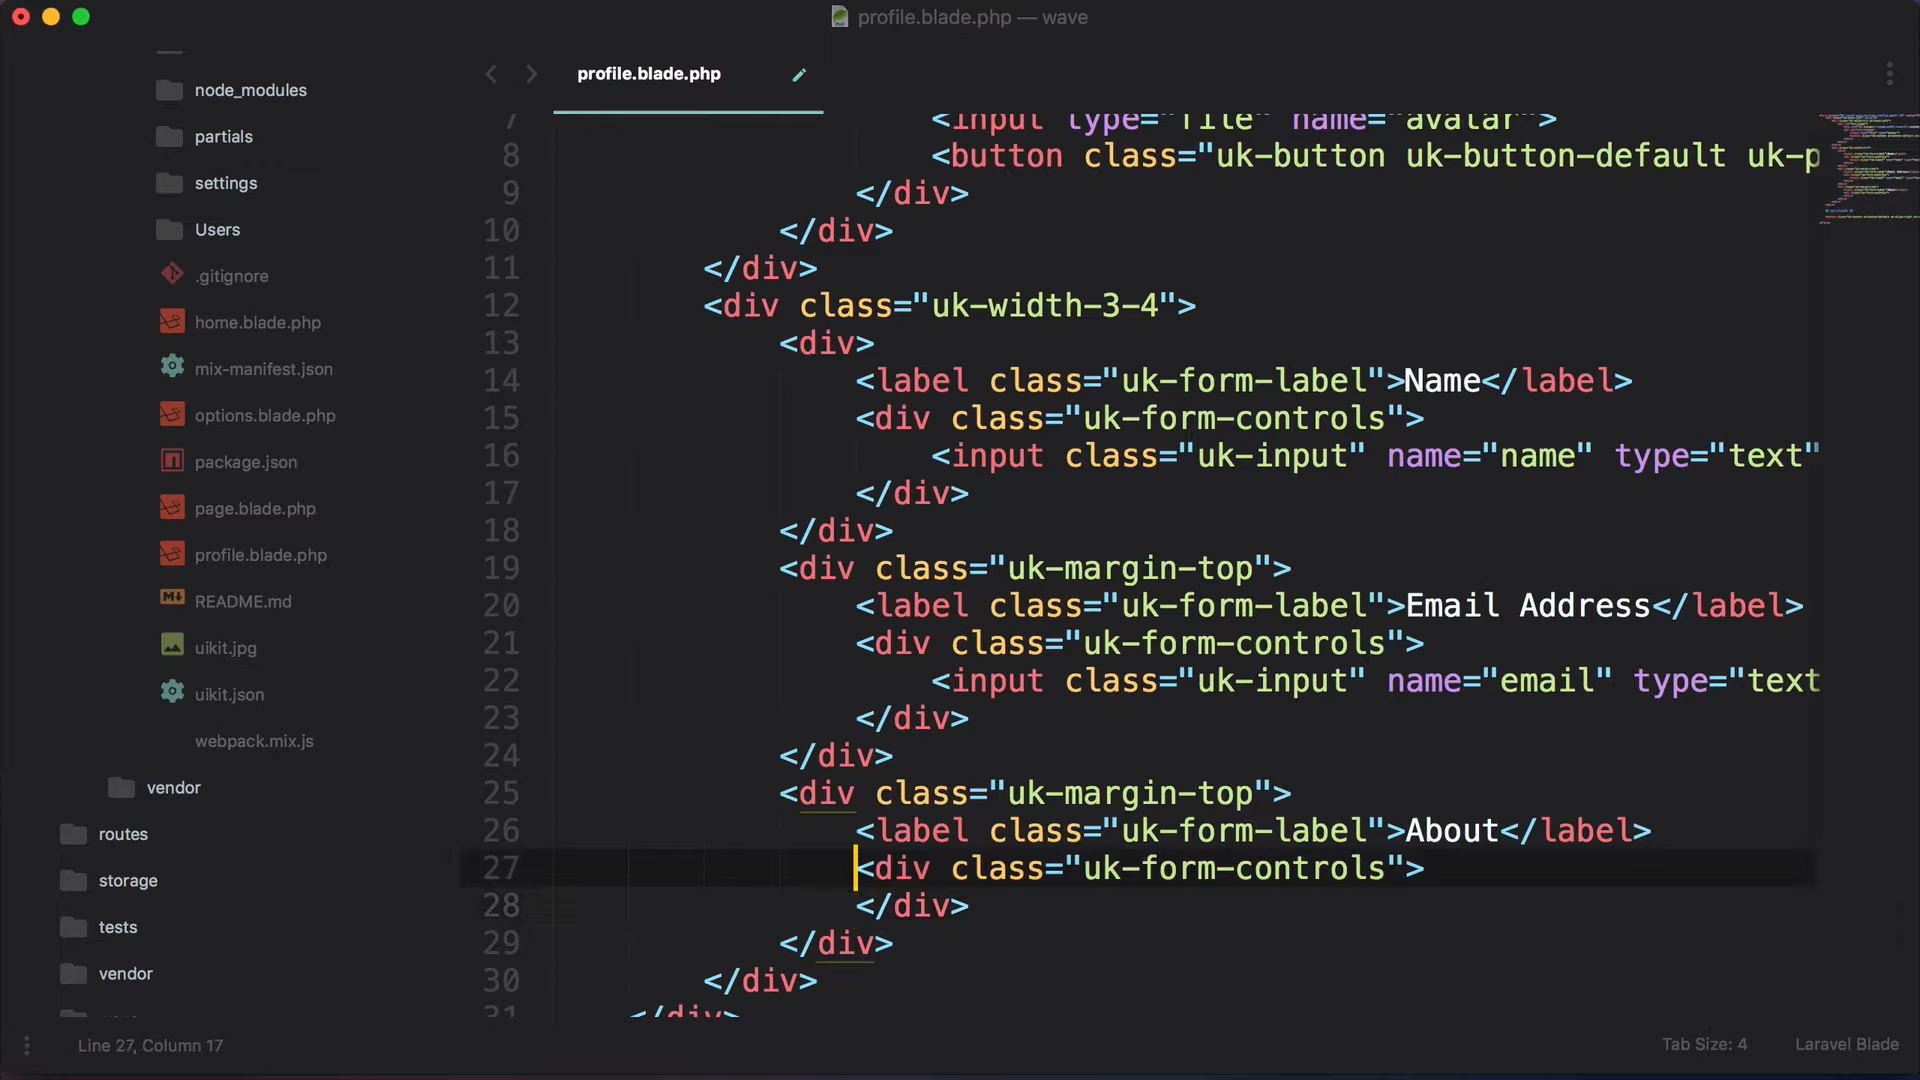 profile.blade.php — wave
node_modules
partials
settings
Users
.gitignore
home.blade.php
mix-manifest.json
options.blade.php
package.json
page.blade.php
profile.blade.php
README.md
uikit.jpg
uikit.json
webpack.mix.js
vendor
routes
storage
tests
vendor
profile.blade.php
7 <input type="file" name="avatar">
8 <button class="uk-button uk-button-default uk-p
9 </div>
10 </div>
11 </div>
12 <div class="uk-width-3-4">
13 <div>
14 <label class="uk-form-label">Name</label>
15 <div class="uk-form-controls">
16 <input class="uk-input" name="name" type="text"
17 </div>
18 </div>
19 <div class="uk-margin-top">
20 <label class="uk-form-label">Email Address</label>
21 <div class="uk-form-controls">
22 <input class="uk-input" name="email" type="text
23 </div>
24 </div>
25 <div class="uk-margin-top">
26 <label class="uk-form-label">About</label>
27 <div class="uk-form-controls">
28 </div>
29 </div>
30 </div>
31 </div>
Line 27, Column 17
Tab Size: 4
Laravel Blade